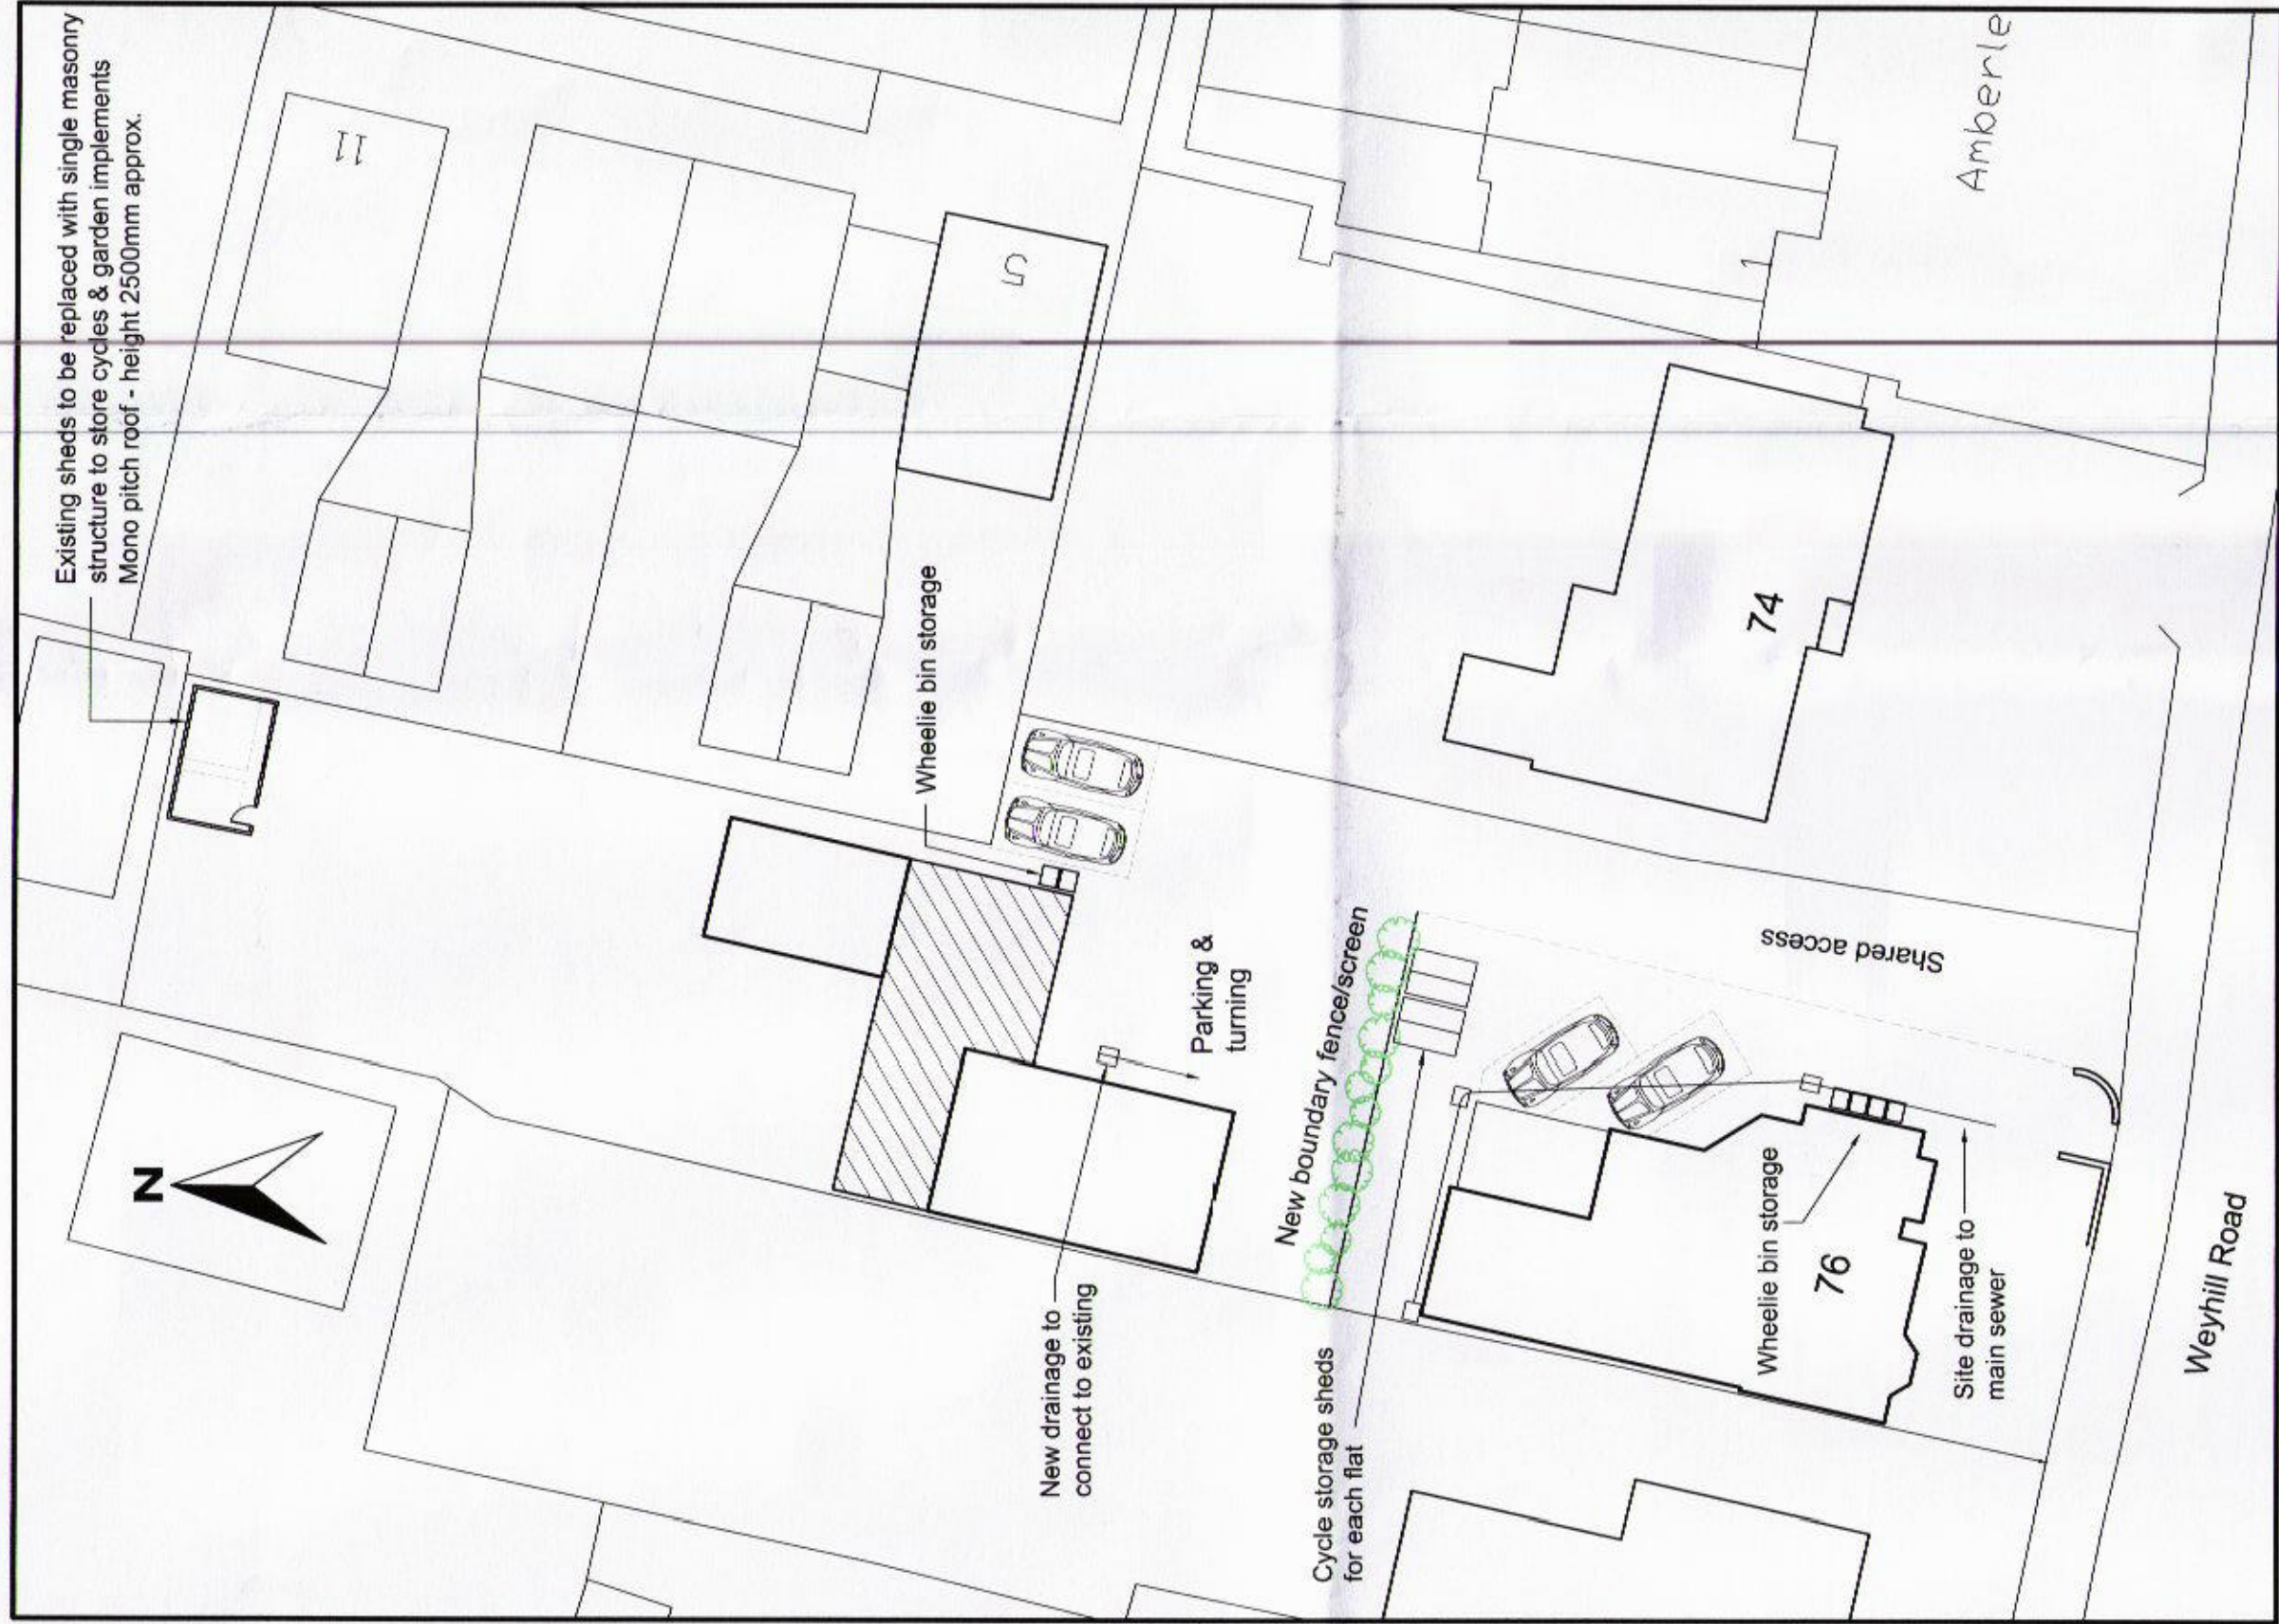 Existing sheds to be replaced with single masonry
structure to store cycles & garden implements
Mono pitch roof - height 2500mm approx.
11
N
5
Wheelie bin storage
Parking &
turning
New drainage to
connect to existing
New boundary fence/screen
Cycle storage sheds
for each flat
74
1
Amberle
Shared access
Wheelie bin storage
76
Site drainage to
main sewer
Weyhill Road